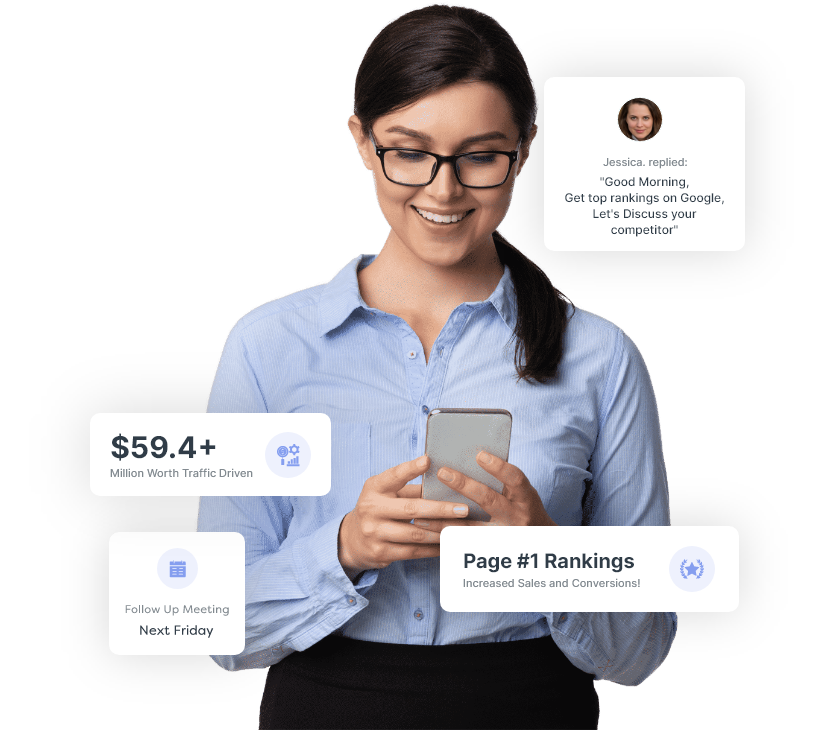 Jessica. replied:
"Good Morning,
Get top rankings on Google,
Let's Discuss your
competitor"
$59.4+
Million Worth Traffic Driven
Page #1 Rankings
Increased Sales and Conversions!
Follow Up Meeting
Next Friday